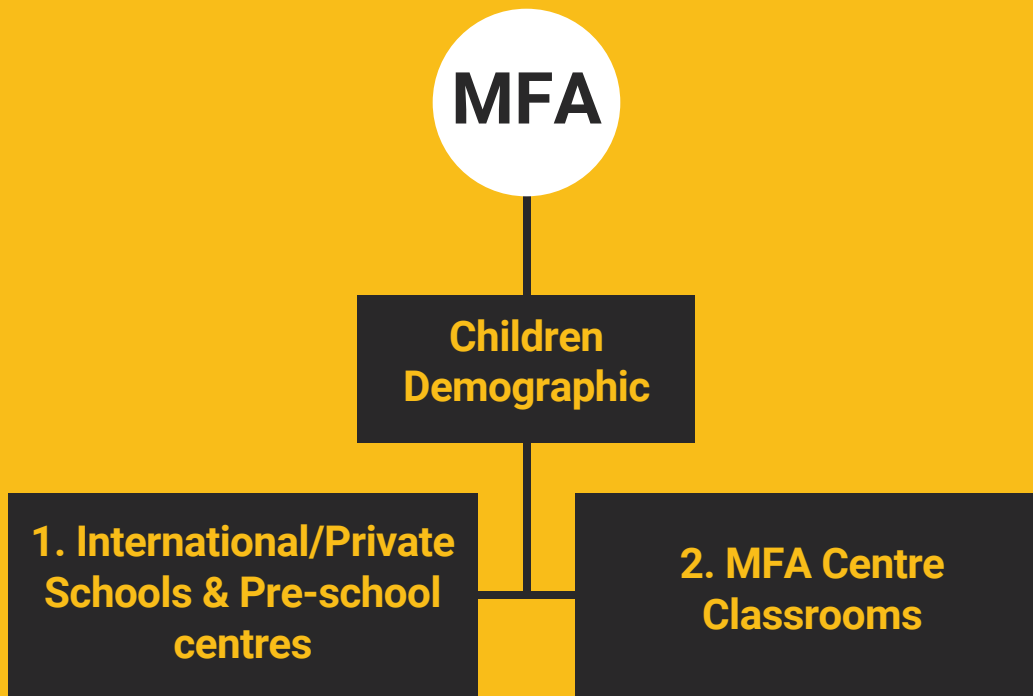 MFA
Children
Demographic
1. International/Private
Schools & Pre-school
centres
2. MFA Centre
Classrooms